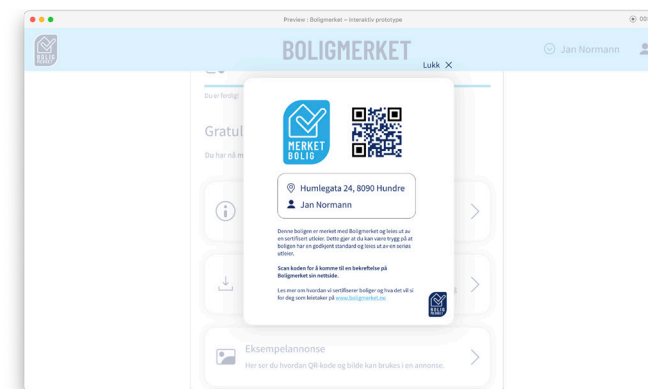 Preview : Boligmerket – interaktiv prototype
BOLIG
MERKET
BOLIGMERKET
Jan Normann
Lukk
Du er ferdig!
Gratul
Du har nå m
MERKET
BOLIG
Humlegata 24, 8090 Hundre
Jan Normann
Denne boligen er merket med Boligmerket og leies ut av
en sertifisert utleier. Dette gjør at du kan være trygg på at
boligen har en godkjent standard og leies ut av en seriøs
utleier.
Scan koden for å komme til en bekreftelse på
Boligmerket sin nettside.
Les mer om hvordan vi sertifiserer boliger og hva det vil si
for deg som leietaker på www.boligmerket.no.
BOLIG
MERKET
Eksempelannonse
Her ser du hvordan QR-kode og bilde kan brukes i en annonse.